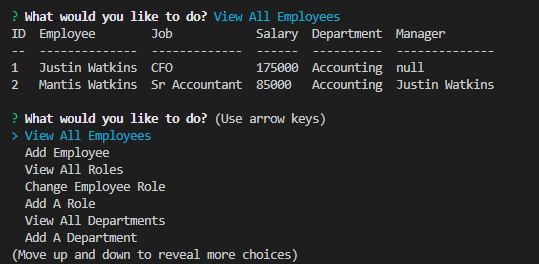 ? What would you like to do? View All Employees
ID  Employee        Job            Salary  Department  Manager
--  --------------  -------------  ------  ----------  --------------
1   Justin Watkins  CFO            175000  Accounting  null
2   Mantis Watkins  Sr Accountant  85000   Accounting  Justin Watkins
? What would you like to do? (Use arrow keys)
> View All Employees
  Add Employee
  View All Roles
  Change Employee Role
  Add A Role
  View All Departments
  Add A Department
(Move up and down to reveal more choices)